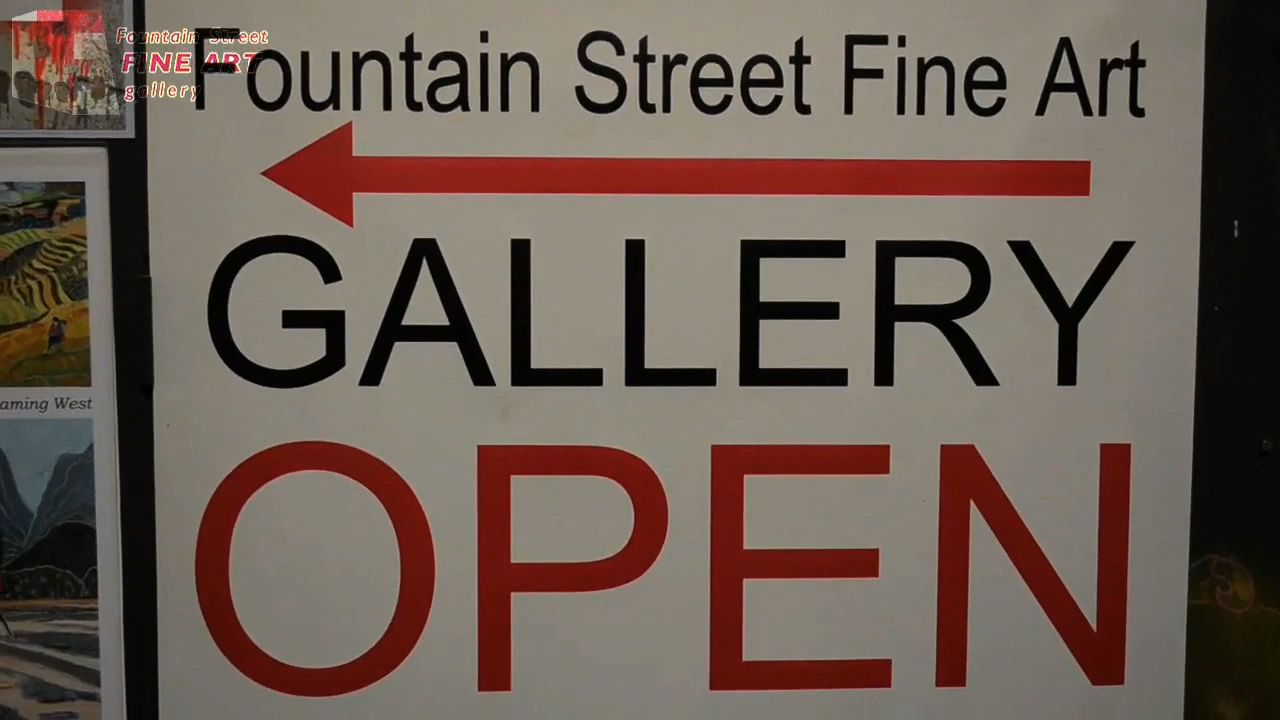 Fountain Street
FINE ART
gallery
Fountain Street Fine Art
GALLERY
OPEN
aming West